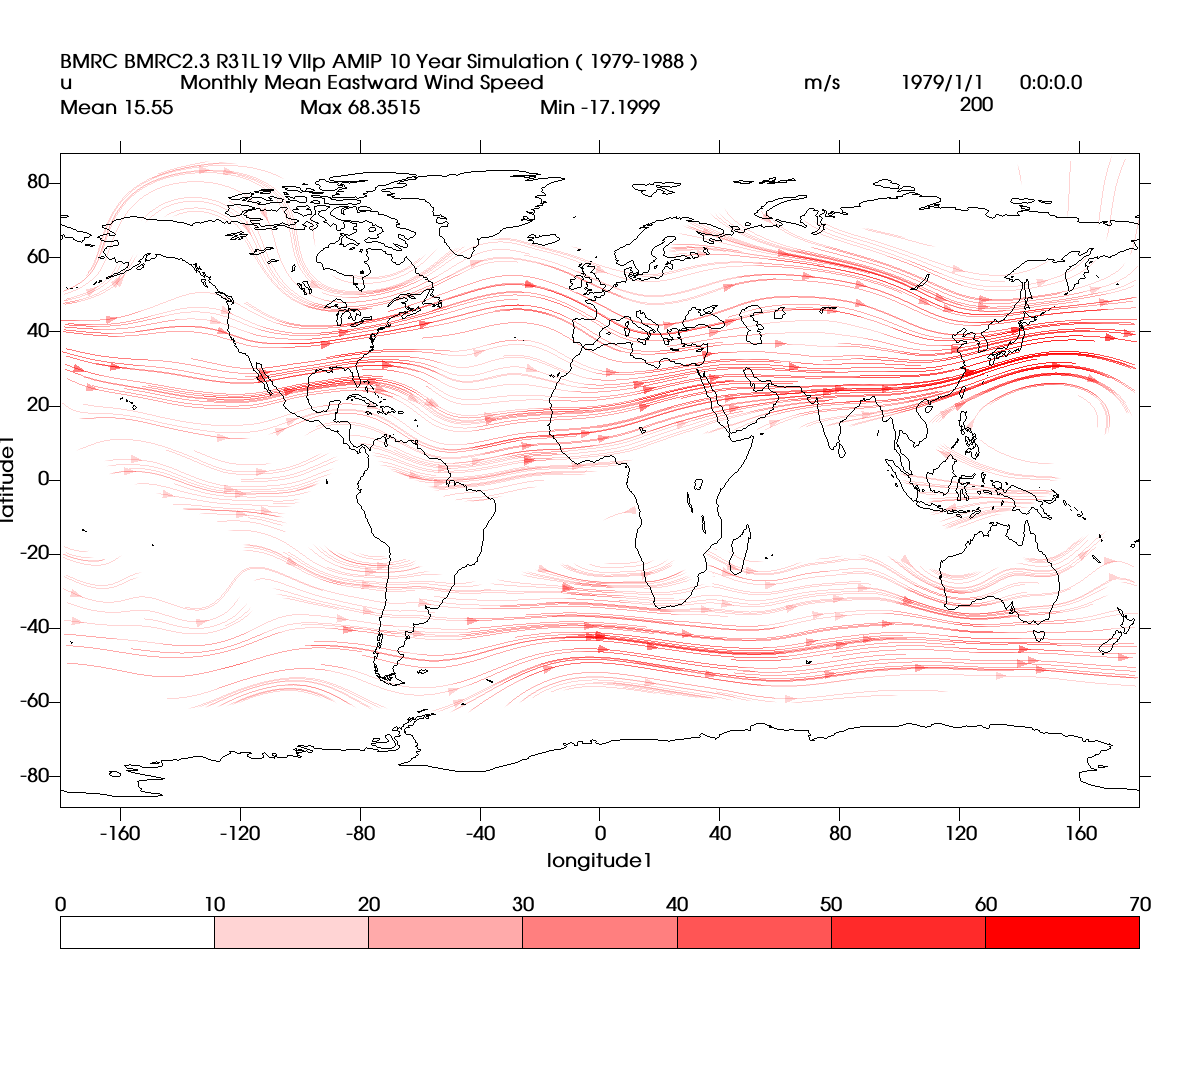 BMRC BMRC2.3 R31L19 VIIp AMIP 10 Year Simulation ( 1979-1988 )
u Monthly Mean Eastward Wind Speed m/s 1979/1/1 0:0:0.0
Mean 15.55 Max 68.3515 Min -17.1999 200
80
60
40
20
0
-20
-40
-60
-80
latitude1
-160 -120 -80 -40 0 40 80 120 160
longitude1
0 10 20 30 40 50 60 70